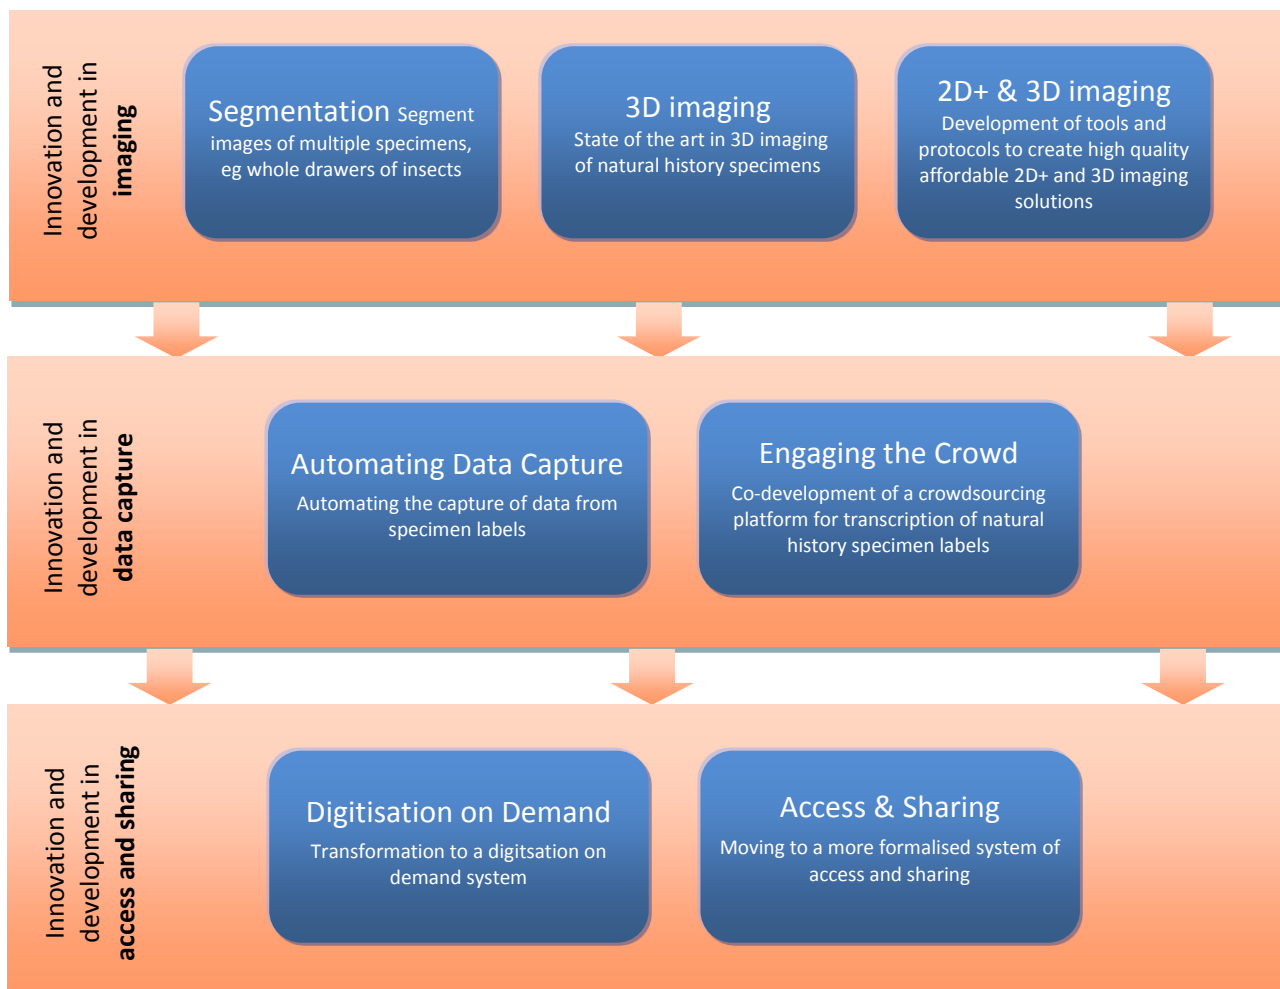 Innovation and
development in
imaging
Segmentation Segment
images of multiple specimens,
eg whole drawers of insects
3D imaging
State of the art in 3D imaging
of natural history specimens
2D+ & 3D imaging
Development of tools and
protocols to create high quality
affordable 2D+ and 3D imaging
solutions
Innovation and
development in
data capture
Automating Data Capture
Automating the capture of data from
specimen labels
Engaging the Crowd
Co-development of a crowdsourcing
platform for transcription of natural
history specimen labels
Innovation and
development in
access and sharing
Digitisation on Demand
Transformation to a digitsation on
demand system
Access & Sharing
Moving to a more formalised system of
access and sharing